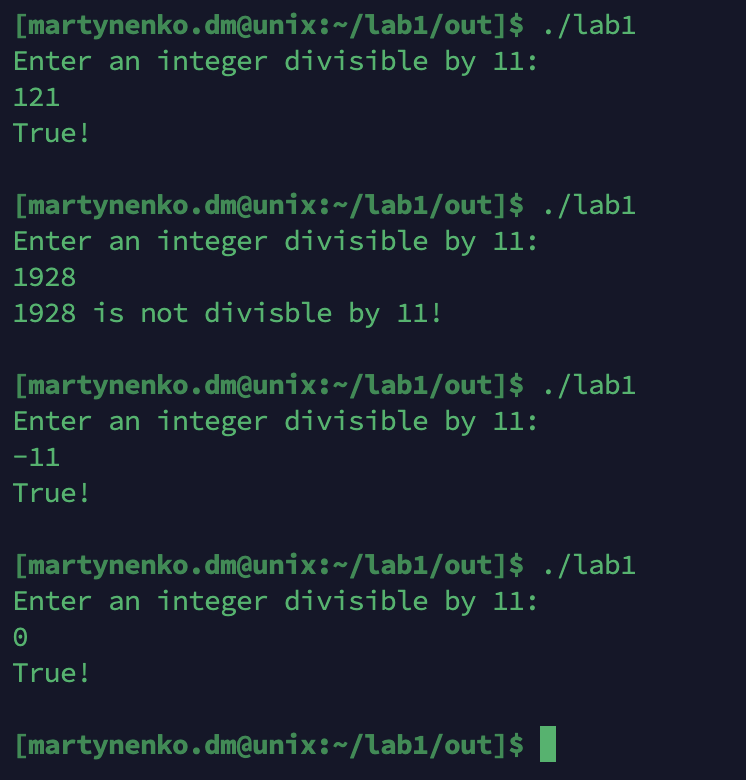 [martynenko.dm@unix:~/lab1/out]$ ./lab1
Enter an integer divisible by 11:
121
True!
[martynenko.dm@unix:~/lab1/out]$ ./lab1
Enter an integer divisible by 11:
1928
1928 is not divisble by 11!
[martynenko.dm@unix:~/lab1/out]$ ./lab1
Enter an integer divisible by 11:
-11
True!
[martynenko.dm@unix:~/lab1/out]$ ./lab1
Enter an integer divisible by 11:
0
True!
[martynenko.dm@unix:~/lab1/out]$